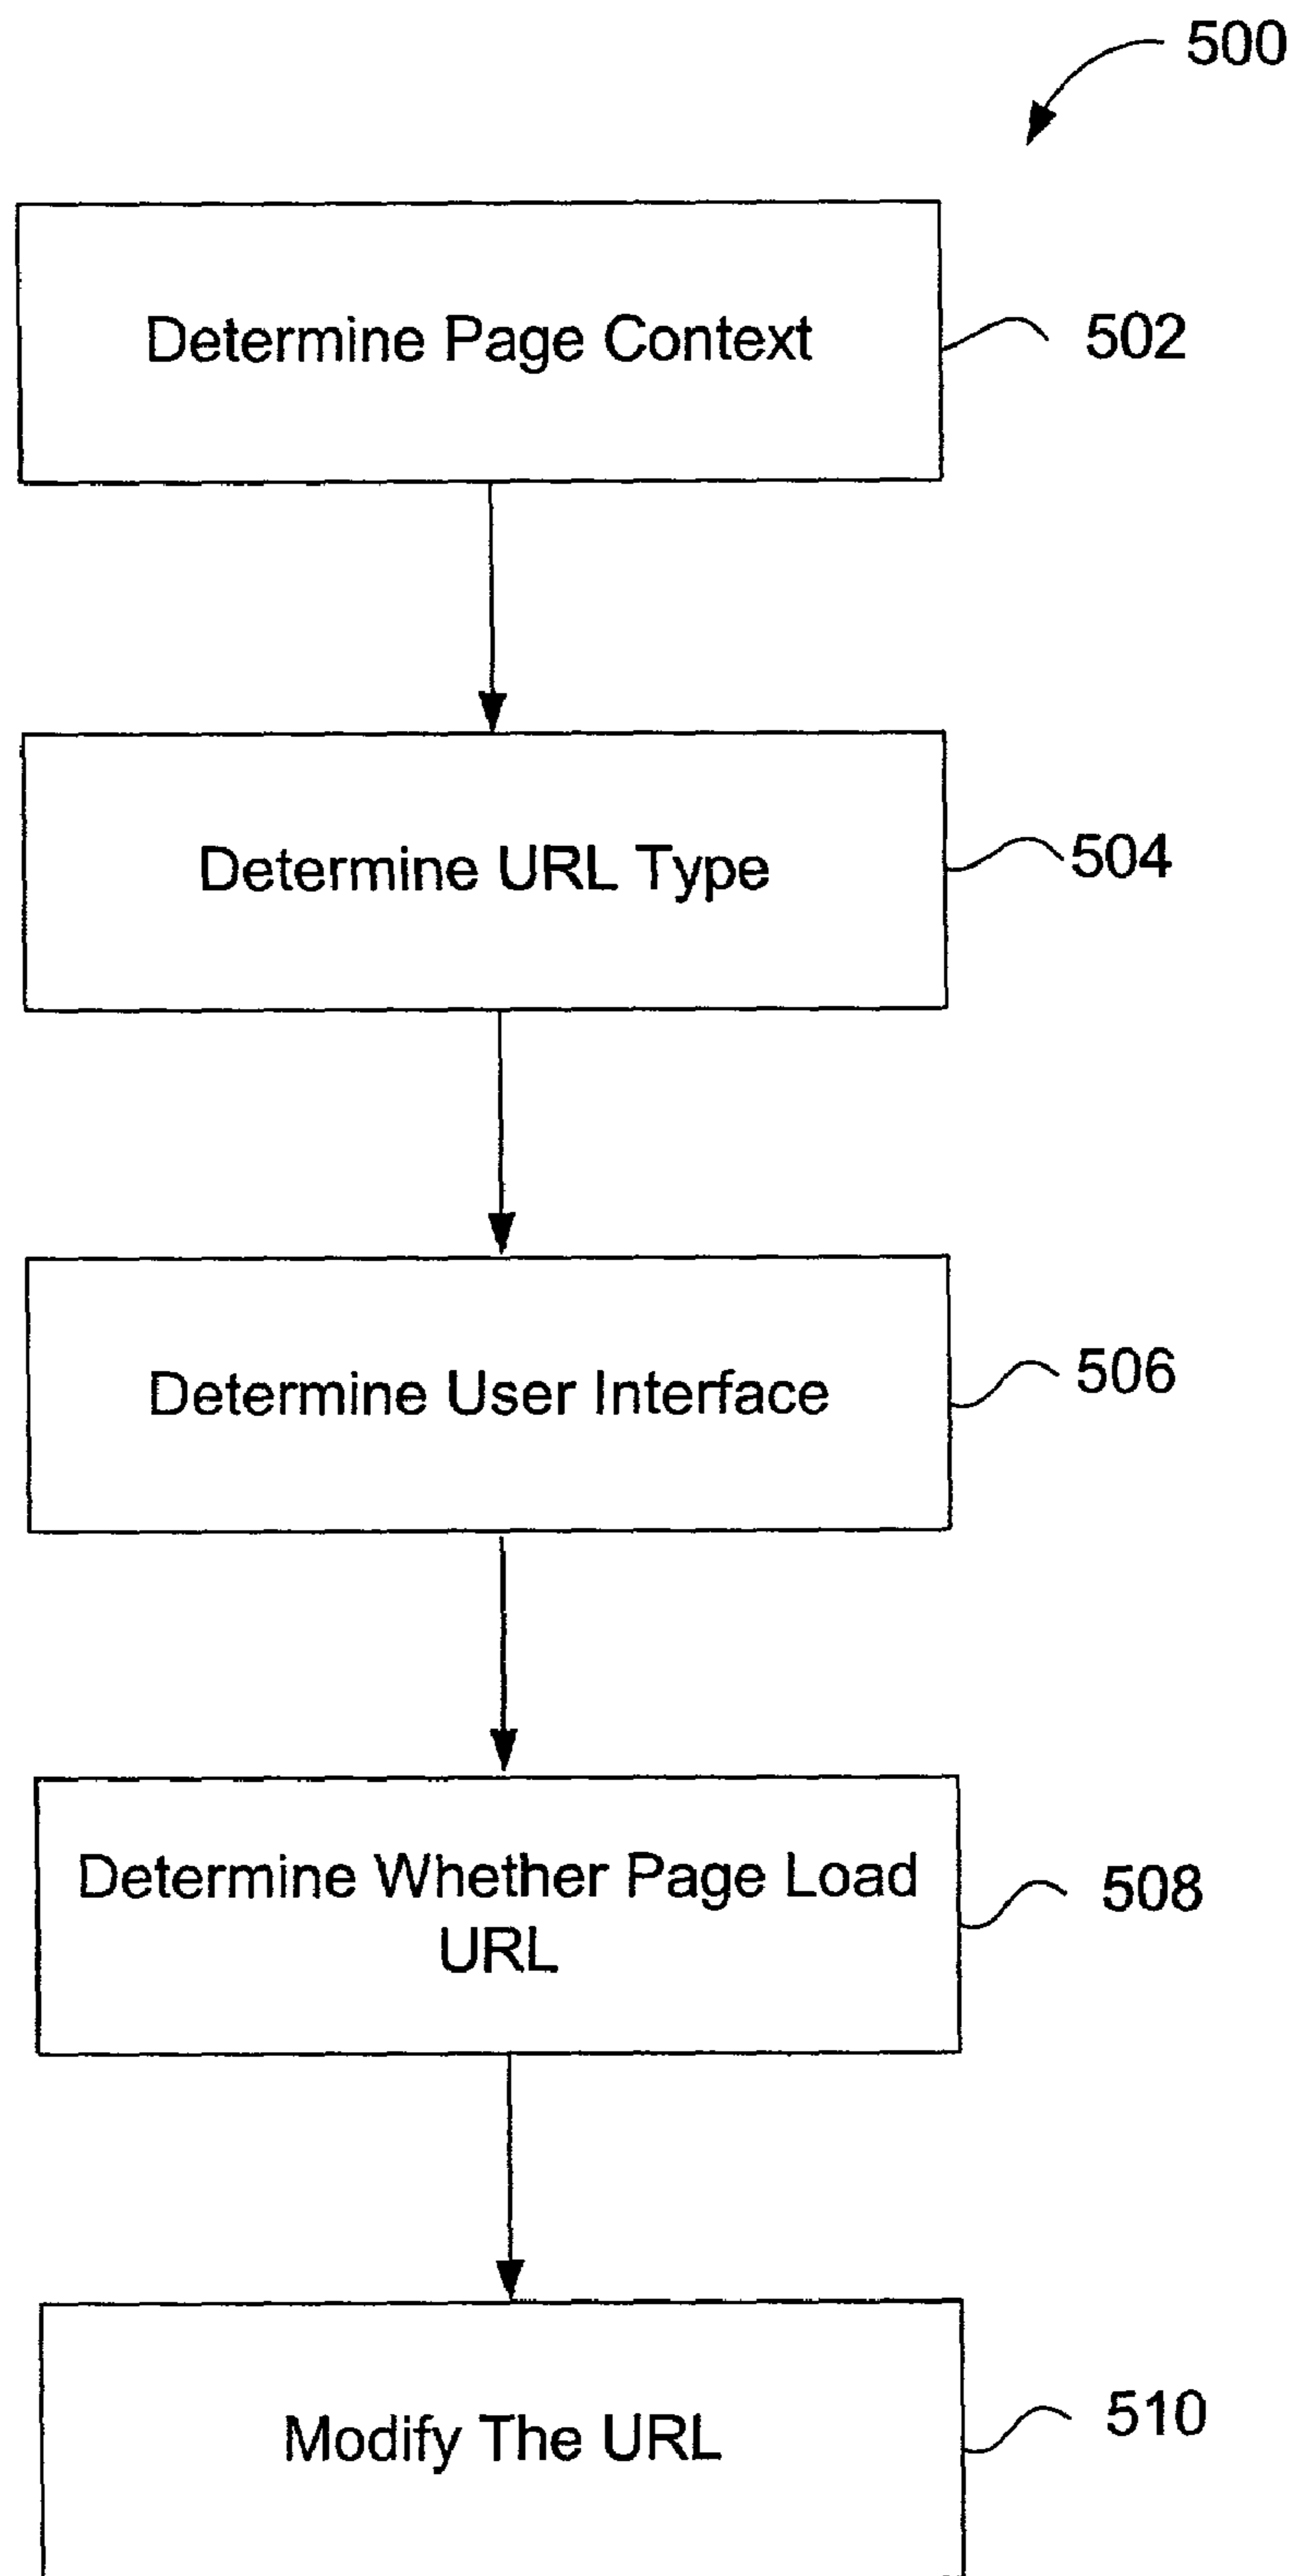 500
Determine Page Context
502
Determine URL Type
504
Determine User Interface
506
Determine Whether Page Load
URL
508
Modify The URL
510